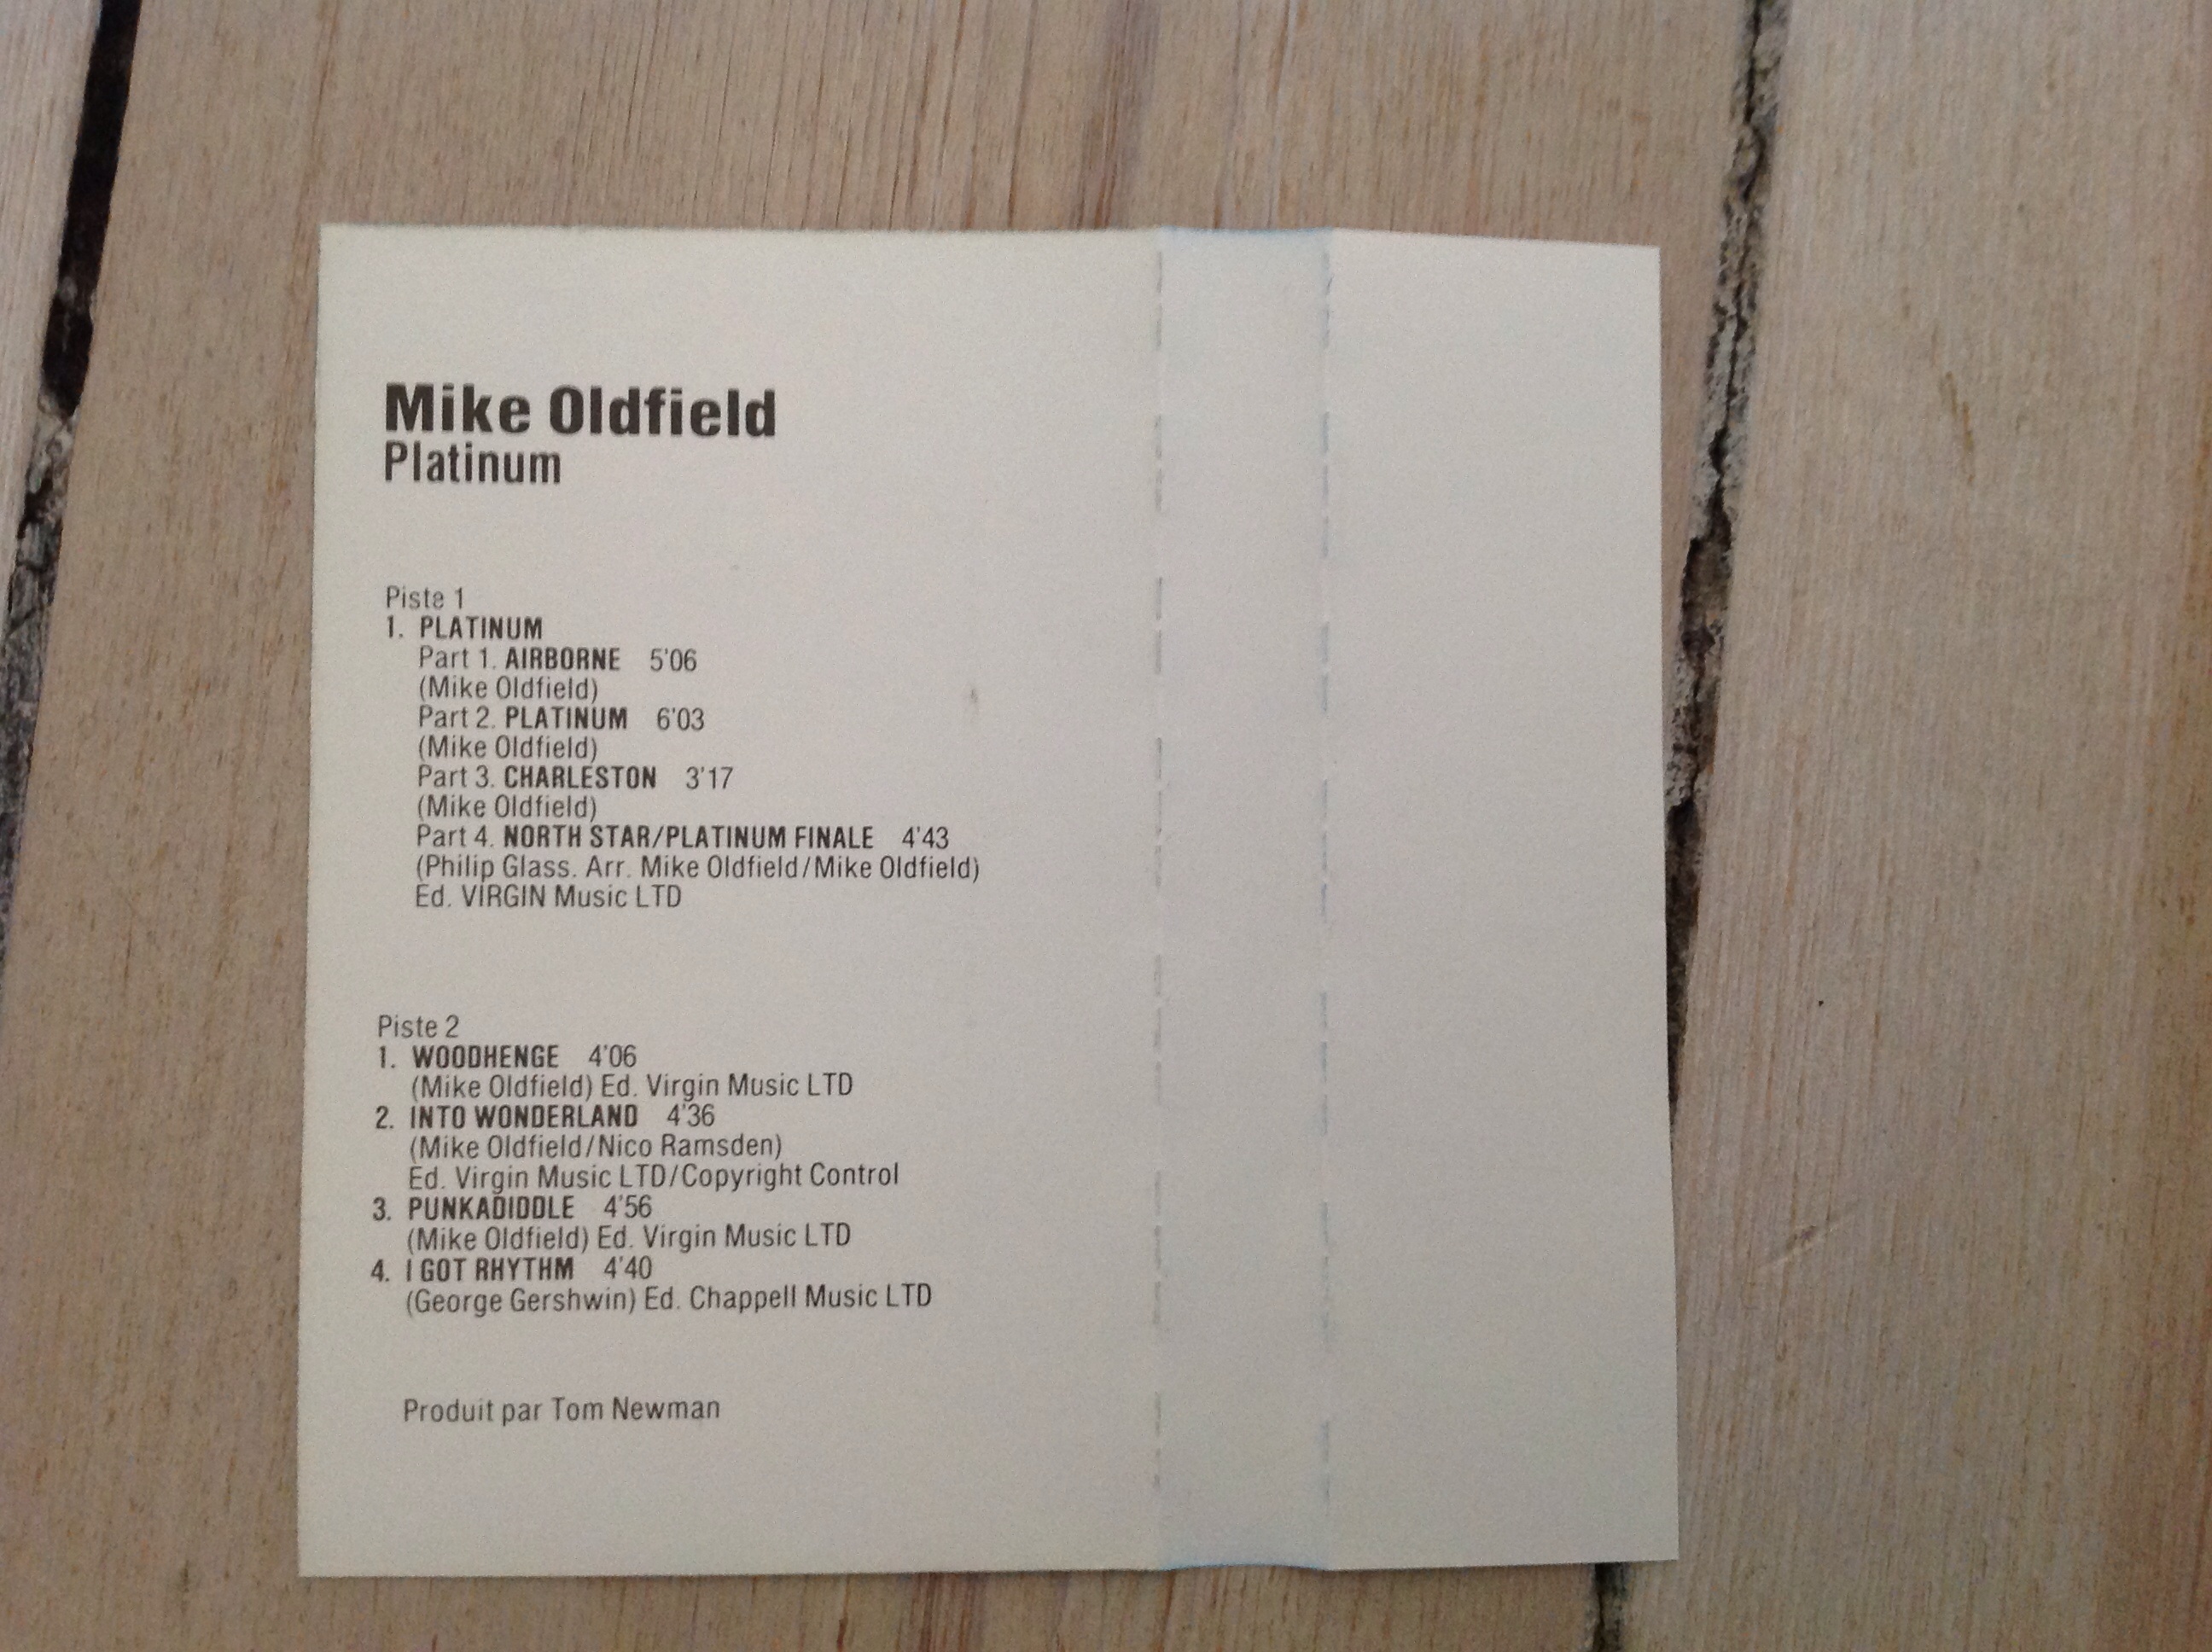 Mike Oldfield
Platinum
Piste 1
1. PLATINUM
Part 1. AIRBORNE 5'06
(Mike Oldfield)
Part 2. PLATINUM 6'03
(Mike Oldfield)
Part 3. CHARLESTON 3'17
(Mike Oldfield)
Part 4. NORTH STAR/PLATINUM FINALE 4'43
(Philip Glass. Arr. Mike Oldfield/Mike Oldfield)
Ed. VIRGIN Music LTD
Piste 2
1. WOODHENGE 4'06
(Mike Oldfield) Ed. Virgin Music LTD
2. INTO WONDERLAND 4'36
(Mike Oldfield/Nico Ramsden)
Ed. Virgin Music LTD/Copyright Control
3. PUNKADIDDLE 4'56
(Mike Oldfield) Ed. Virgin Music LTD
4. I GOT RHYTHM 4'40
(George Gershwin) Ed. Chappell Music LTD
Produit par Tom Newman